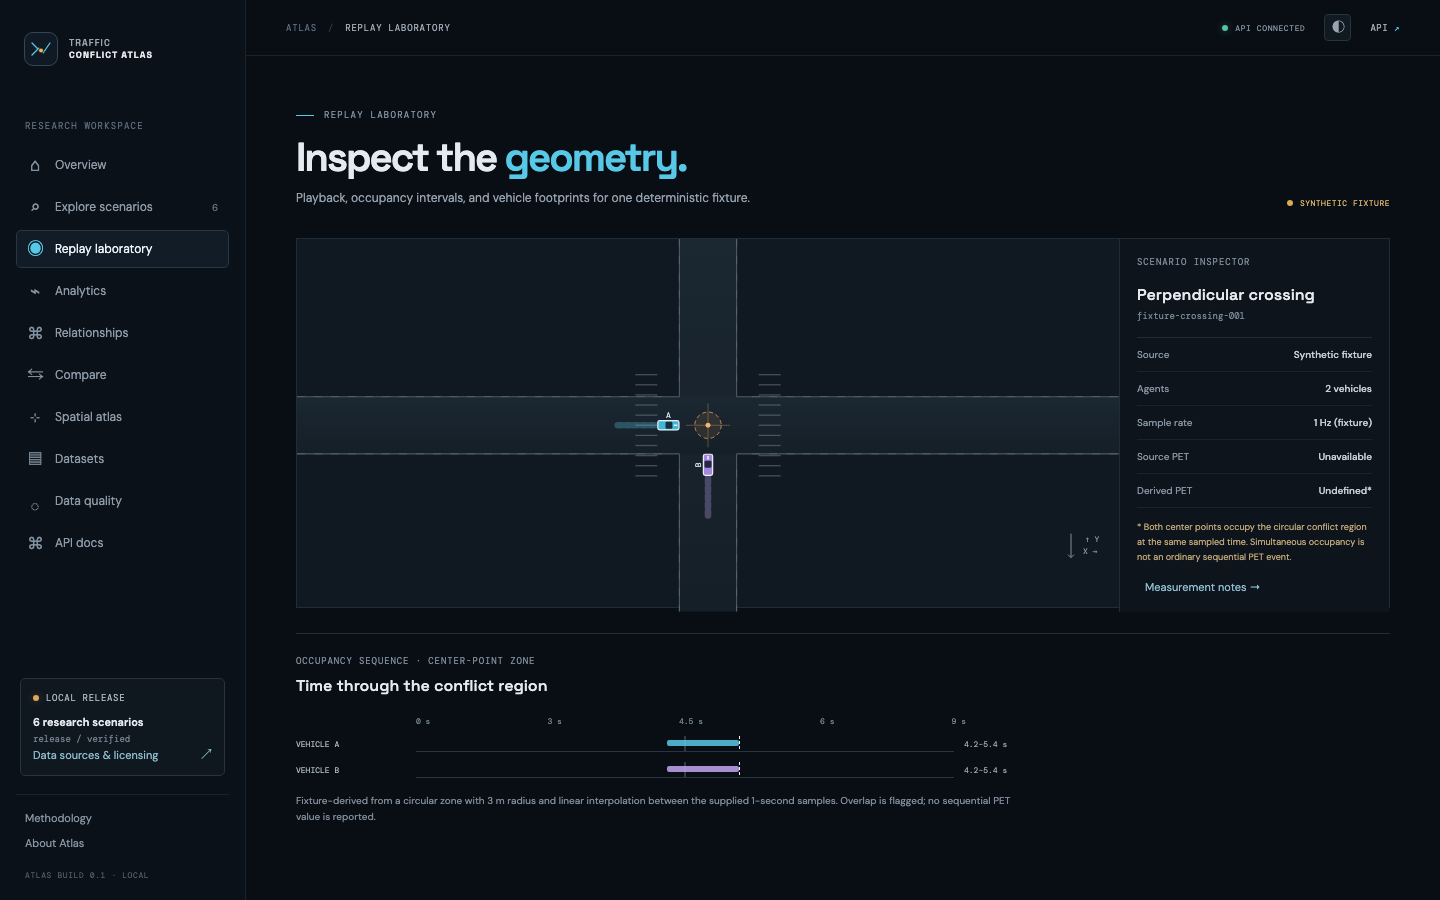 TRAFFIC
CONFLICT ATLAS
RESEARCH WORKSPACE
Overview
Explore scenarios 6
Replay laboratory
Analytics
Relationships
Compare
Spatial atlas
Datasets
Data quality
API docs
LOCAL RELEASE
6 research scenarios
release / verified
Data sources & licensing ↗
Methodology
About Atlas
ATLAS BUILD 0.1 · LOCAL
ATLAS / REPLAY LABORATORY
API CONNECTED
API ↗
REPLAY LABORATORY
Inspect the geometry.
Playback, occupancy intervals, and vehicle footprints for one deterministic fixture.
SYNTHETIC FIXTURE
A
B
↑ Y
X →
SCENARIO INSPECTOR
Perpendicular crossing
fixture-crossing-001
Source Synthetic fixture
Agents 2 vehicles
Sample rate 1 Hz (fixture)
Source PET Unavailable
Derived PET Undefined*
* Both center points occupy the circular conflict region
at the same sampled time. Simultaneous occupancy is
not an ordinary sequential PET event.
Measurement notes →
OCCUPANCY SEQUENCE · CENTER-POINT ZONE
Time through the conflict region
0 s 3 s 4.5 s 6 s 9 s
VEHICLE A 4.2–5.4 s
VEHICLE B 4.2–5.4 s
Fixture-derived from a circular zone with 3 m radius and linear interpolation between the supplied 1-second samples. Overlap is flagged; no sequential PET
value is reported.